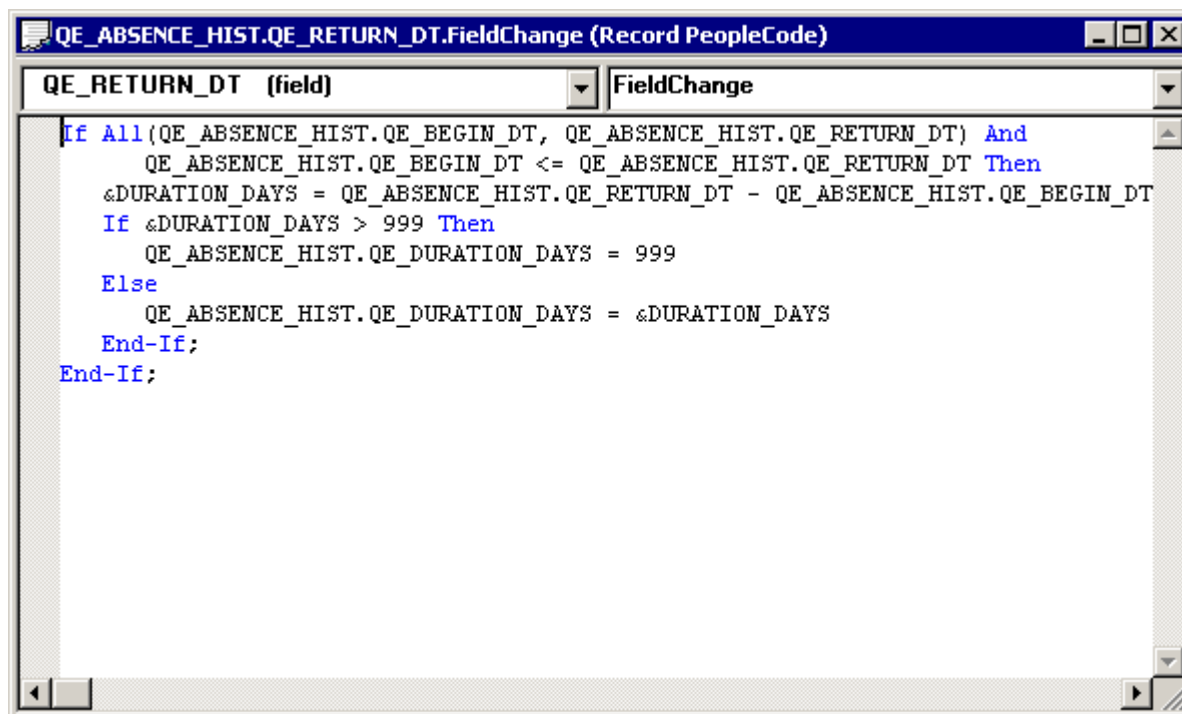 QE_ABSENCE_HIST.QE_RETURN_DT.FieldChange (Record PeopleCode)
QE_RETURN_DT (field) FieldChange
If All(QE_ABSENCE_HIST.QE_BEGIN_DT, QE_ABSENCE_HIST.QE_RETURN_DT) And
QE_ABSENCE_HIST.QE_BEGIN_DT <= QE_ABSENCE_HIST.QE_RETURN_DT Then
&DURATION_DAYS = QE_ABSENCE_HIST.QE_RETURN_DT - QE_ABSENCE_HIST.QE_BEGIN_DT
If &DURATION_DAYS > 999 Then
QE_ABSENCE_HIST.QE_DURATION_DAYS = 999
Else
QE_ABSENCE_HIST.QE_DURATION_DAYS = &DURATION_DAYS
End-If;
End-If;